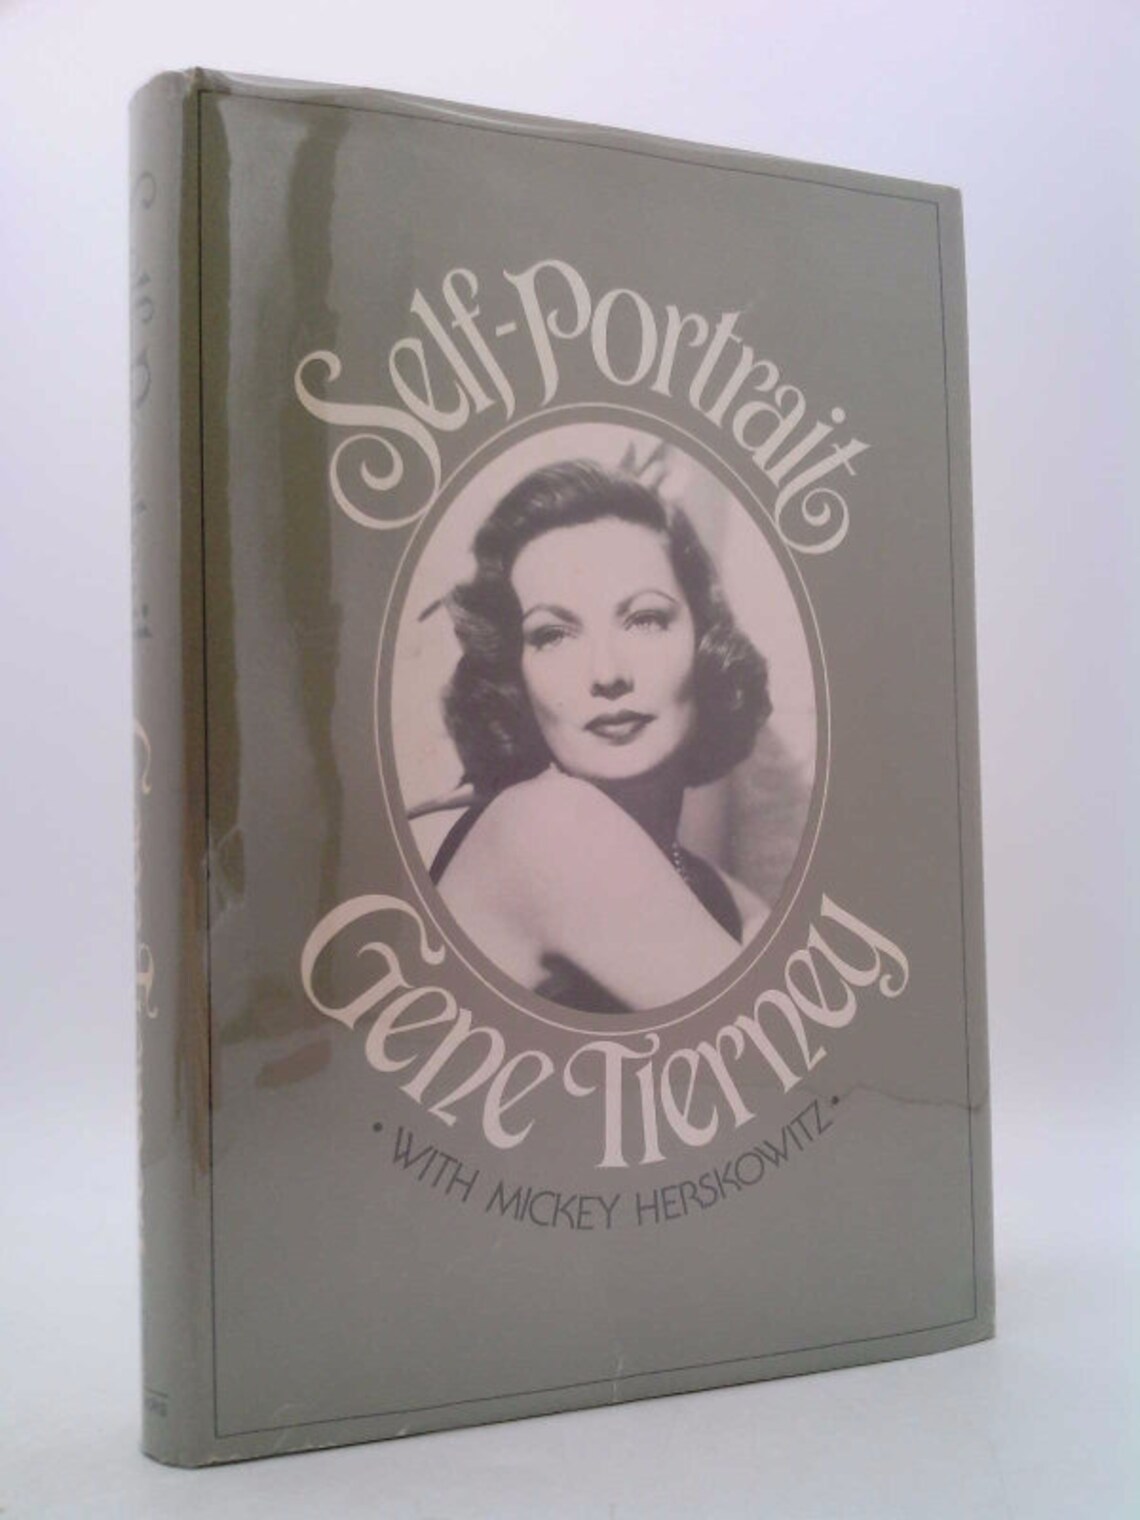 Self-Portrait
Gene Tierney
• WITH MICKEY HERSKOWITZ •